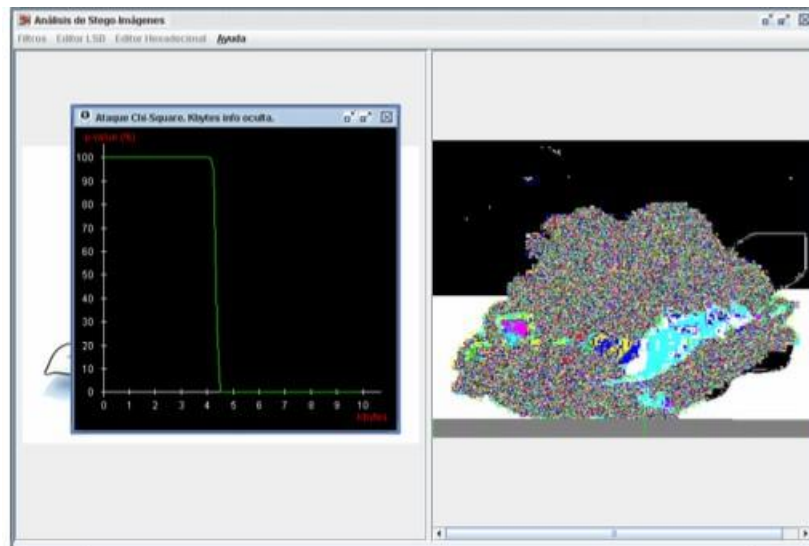 Análisis de Stego-Imágenes
Filtros Editor LSB Editor Hexadecimal Ayuda
Ataque Chi-Square. Kbytes info oculta.
p-value (%)
100
90
80
70
60
50
40
30
20
10
0
0 1 2 3 4 5 6 7 8 9 10
Kbytes